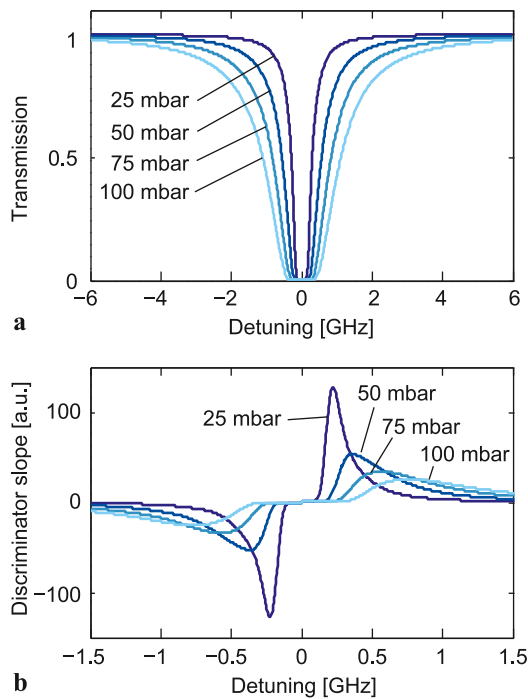 1
Transmission
0.5
0
25 mbar
50 mbar
75 mbar
100 mbar
−6
−4
−2
0
2
4
6
Detuning [GHz]
a
Discriminator slope [a.u.]
100
0
−100
25 mbar
50 mbar
75 mbar
100 mbar
−1.5
−1
−0.5
0
0.5
1
1.5
Detuning [GHz]
b